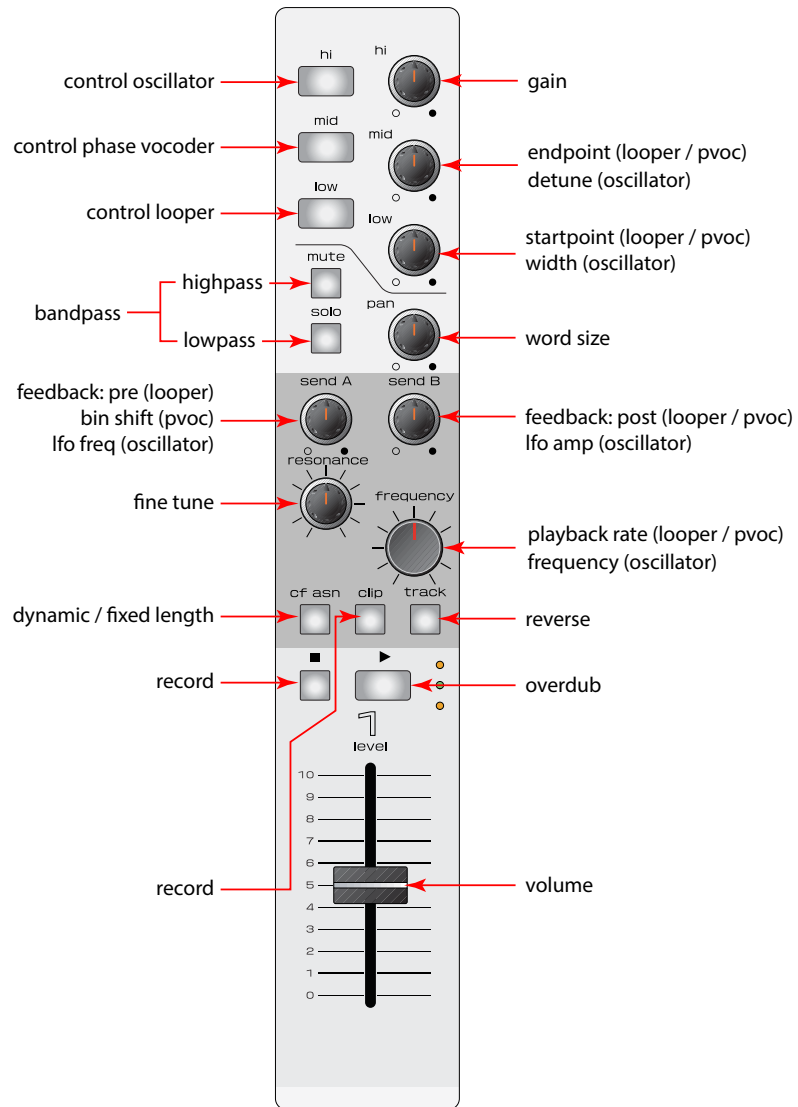 hi
hi
control oscillator
gain
mid
mid
control phase vocoder
endpoint (looper / pvoc)
detune (oscillator)
low
control looper
low
startpoint (looper / pvoc)
width (oscillator)
mute
highpass
bandpass
solo
pan
lowpass
word size
send A
send B
feedback: pre (looper)
bin shift (pvoc)
lfo freq (oscillator)
feedback: post (looper / pvoc)
lfo amp (oscillator)
resonance
fine tune
frequency
playback rate (looper / pvoc)
frequency (oscillator)
cf asn
clip
track
dynamic / fixed length
reverse
record
overdub
1
level
10
9
8
7
6
5
4
3
2
1
0
record
volume